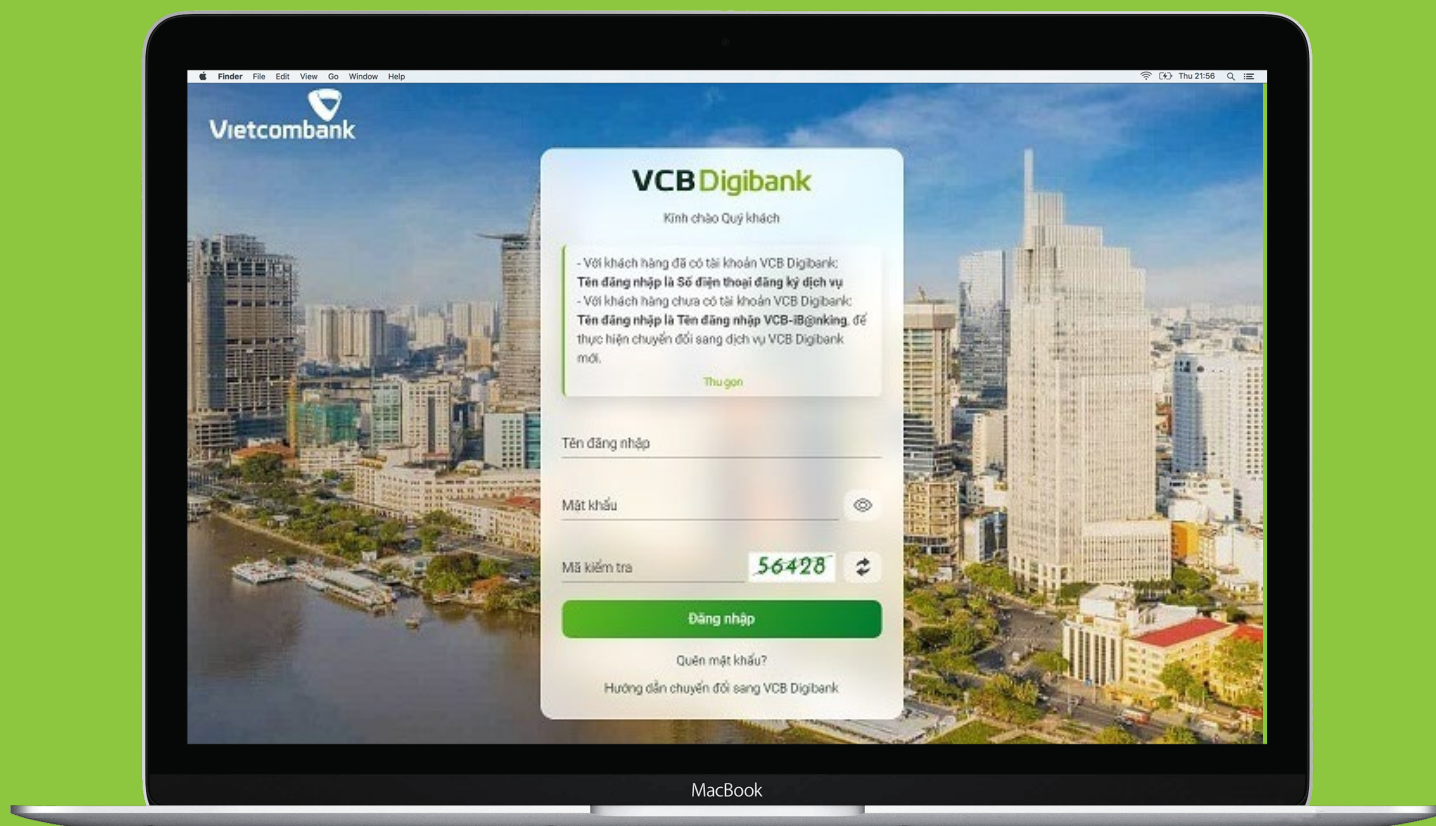 Finder File Edit View Go Window Help
Thu 21:56
Vietcombank
VCB Digibank
Kính chào Quý khách
- Với khách hàng đã có tài khoản VCB Digibank:
Tên đăng nhập là Số điện thoại đăng ký dịch vụ
- Với khách hàng chưa có tài khoản VCB Digibank:
Tên đăng nhập là Tên đăng nhập VCB-iB@nking, để
thực hiện chuyển đổi sang dịch vụ VCB Digibank
mới.
Thu gọn
Tên đăng nhập
Mật khẩu
Mã kiểm tra 56428
Đăng nhập
Quên mật khẩu?
Hướng dẫn chuyển đổi sang VCB Digibank
MacBook